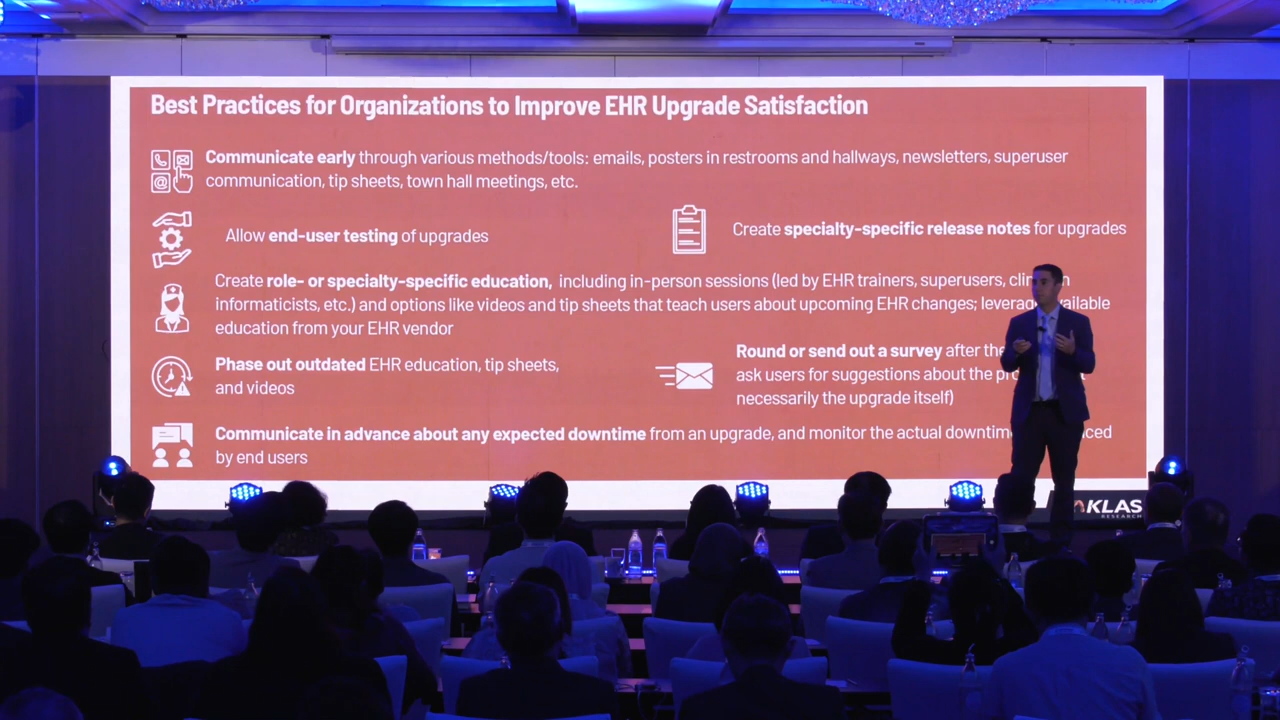 Best Practices for Organizations to Improve EHR Upgrade Satisfaction
Communicate early through various methods/tools: emails, posters in restrooms and hallways, newsletters, superuser
communication, tip sheets, town hall meetings, etc.
Allow end-user testing of upgrades
Create specialty-specific release notes for upgrades
Create role- or specialty-specific education, including in-person sessions (led by EHR trainers, superusers,
informaticists, etc.) and options like videos and tip sheets that teach users about upcoming EHR changes;
education from your EHR vendor
Phase out outdated EHR education, tip sheets,
and videos
Round or send out a survey after the
ask users for suggestions about the
necessarily the upgrade itself)
Communicate in advance about any expected downtime from an upgrade, and monitor the actual
by end users
KLAS
RESEARCH